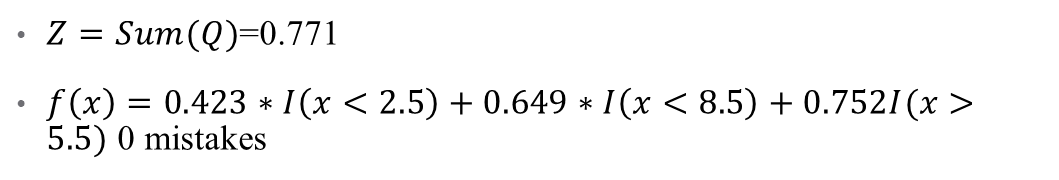 • Z = Sum(Q)=0.771
• f(x) = 0.423 * I(x < 2.5) + 0.649 * I(x < 8.5) + 0.752I(x >
5.5) 0 mistakes